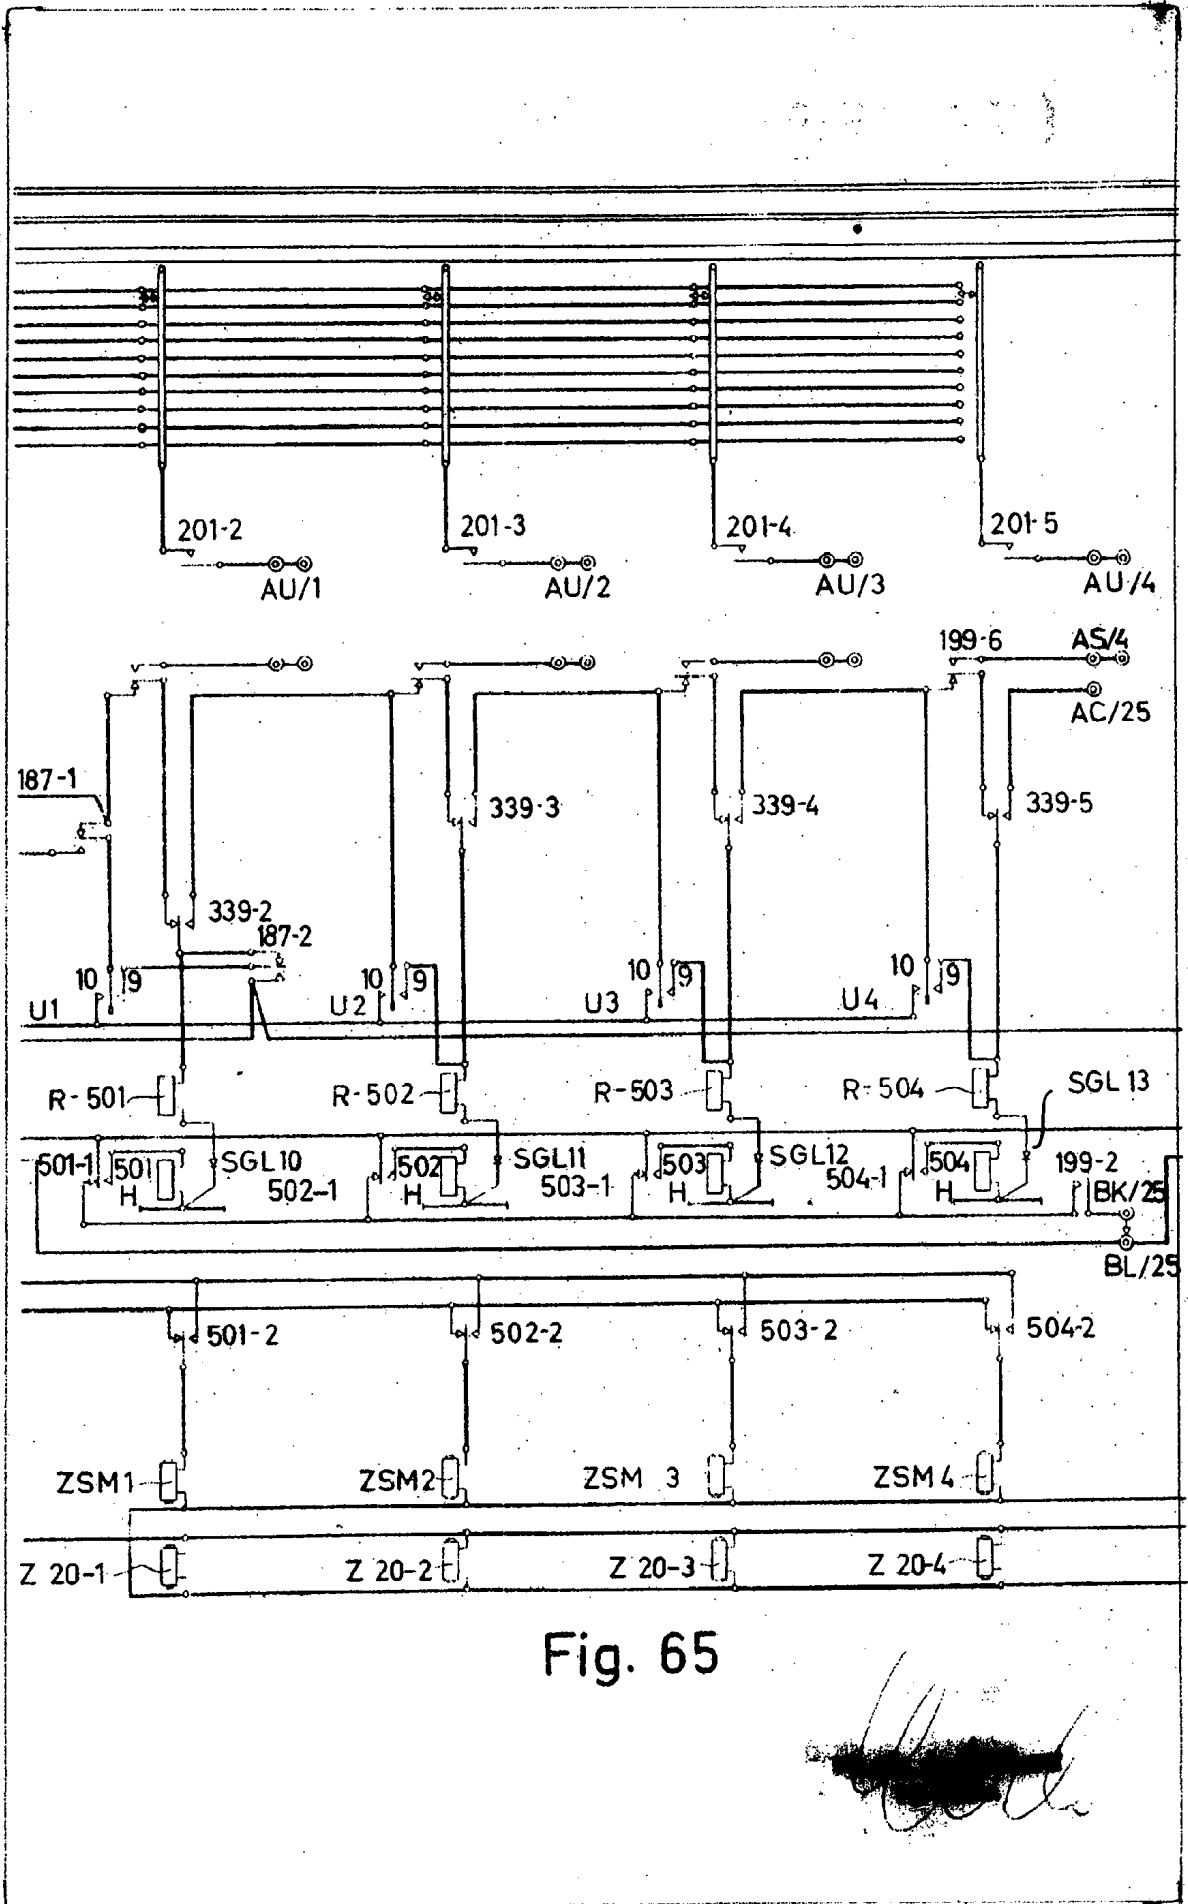 201-2 201-3 201-4 201-5
AU/1 AU/2 AU/3 AU/4
199-6 AS/4
AC/25
187-1
339-3 339-4 339-5
339-2
187-2
10 9 10 9 10 9 10 9
U1 U2 U3 U4
R-501 R-502 R-503 R-504 SGL 13
501-1 501 SGL10 502 SGL11 503 SGL12 504 199-2
H 502-1 H 503-1 H 504-1 H BK/25
BL/25
501-2 502-2 503-2 504-2
ZSM1 ZSM2 ZSM 3 ZSM 4
Z 20-1 Z 20-2 Z 20-3 Z 20-4
Fig. 65